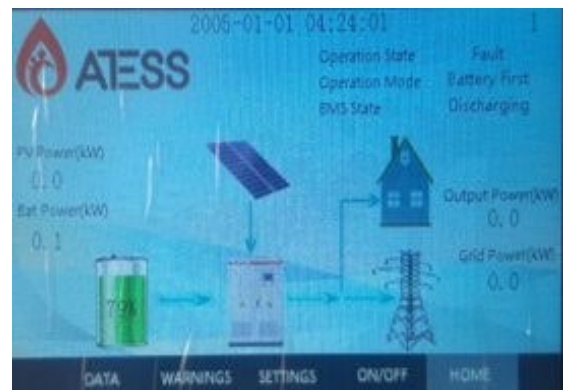 2005-01-01 04:24:01 1
ATESS
Operation State Fault
Operation Mode Battery First
EMS State Discharging
PV Power(kW)
0.0
Bat Power(kW)
0.1
Output Power(kW)
0.0
Grid Power(kW)
0.0
79%
DATA WARNINGS SETTINGS ON/OFF HOME